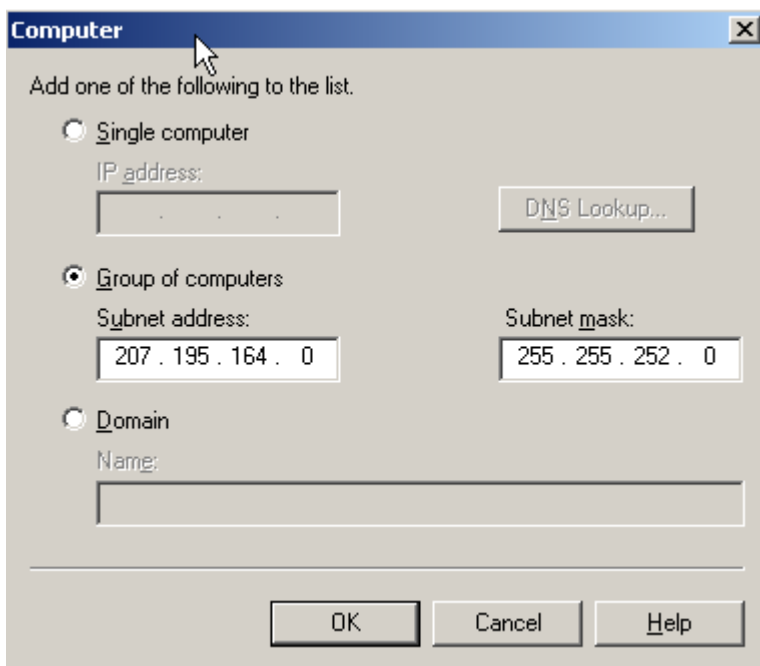 Computer
Add one of the following to the list.
Single computer
IP address:
. . .
DNS Lookup...
Group of computers
Subnet address:
Subnet mask:
207 . 195 . 164 . 0
255 . 255 . 252 . 0
Domain
Name:
OK Cancel Help